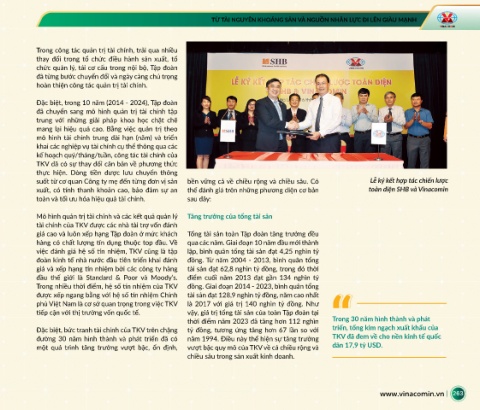 TỪ TÀI NGUYÊN KHOÁNG SẢN VÀ NGUỒN NHÂN LỰC ĐI LÊN GIÀU MẠNH
Trong công tác quản trị tài chính, trải qua nhiều
thay đổi trong tổ chức điều hành sản xuất, tổ
chức quản lý, tái cơ cấu trong nội bộ, Tập đoàn
đã từng bước chuyển đổi và ngày càng chú trọng
hoàn thiện công tác quản trị tài chính.
Đặc biệt, trong 10 năm (2014 - 2024), Tập đoàn
đã chuyển sang mô hình quản trị tài chính tập
trung với những giải pháp khoa học chặt chẽ
mang lại hiệu quả cao. Bằng việc quản trị theo
mô hình tài chính trung dài hạn (năm) và triển
khai các nghiệp vụ tài chính cụ thể thông qua các
kế hoạch quý/tháng/tuần, công tác tài chính của
TKV đã có sự thay đổi căn bản về phương thức
thực hiện. Dòng tiền được lưu chuyển thông
suốt từ cơ quan Công ty mẹ đến từng đơn vị sản
xuất, có tính thanh khoản cao, bảo đảm sự an
toàn và tối ưu hóa hiệu quả tài chính.
Mô hình quản trị tài chính và các kết quả quản lý
tài chính của TKV được các nhà tài trợ vốn đánh
giá cao và luôn xếp hạng Tập đoàn ở mức khách
hàng có chất lượng tín dụng thuộc top đầu. Về
việc đánh giá hệ số tín nhiệm, TKV cũng là tập
đoàn kinh tế nhà nước đầu tiên triển khai đánh
giá và xếp hạng tín nhiệm bởi các công ty hàng
đầu thế giới là Standard & Poor và Moody's.
Trong nhiều thời điểm, hệ số tín nhiệm của TKV
được xếp ngang bằng với hệ số tín nhiệm Chính
phủ Việt Nam là cơ sở quan trọng trong việc TKV
tiếp cận với thị trường vốn quốc tế.
Đặc biệt, bức tranh tài chính của TKV trên chặng
đường 30 năm hình thành và phát triển đã có
một quá trình tăng trưởng vượt bậc, ổn định,
SHB
LỄ KÝ KẾT HỢP TÁC CHIẾN LƯỢC TOÀN DIỆN
SHB & VINACOMIN
bền vững cả về chiều rộng và chiều sâu. Có
thể đánh giá trên những phương diện cơ bản
sau đây:
Lễ ký kết hợp tác chiến lược
toàn diện SHB và Vinacomin
Tăng trưởng của tổng tài sản
Tổng tài sản toàn Tập đoàn tăng trưởng đều
qua các năm. Giai đoạn 10 năm đầu mới thành
lập, bình quân tổng tài sản đạt 4,25 nghìn tỷ
đồng. Từ năm 2004 - 2013, bình quân tổng
tài sản đạt 62,8 nghìn tỷ đồng, trong đó thời
điểm cuối năm 2013 đạt gần 134 nghìn tỷ
đồng. Giai đoạn 2014 - 2023, bình quân tổng
tài sản đạt 128,9 nghìn tỷ đồng, năm cao nhất
là 2017 với giá trị 140 nghìn tỷ đồng. Như
vậy, giá trị tổng tài sản của toàn Tập đoàn tại
thời điểm năm 2023 đã tăng hơn 112 nghìn
tỷ đồng, tương ứng tăng hơn 67 lần so với
năm 1994. Điều này thể hiện sự tăng trưởng
vượt bậc quy mô của TKV cả chiều rộng và
chiều sâu trong sản xuất kinh doanh.
“
Trong 30 năm hình thành và phát
triển, tổng kim ngạch xuất khẩu của
TKV đã đem về cho nền kinh tế quốc
dân 17,9 tỷ USD.
www.vinacomin.vn | 263